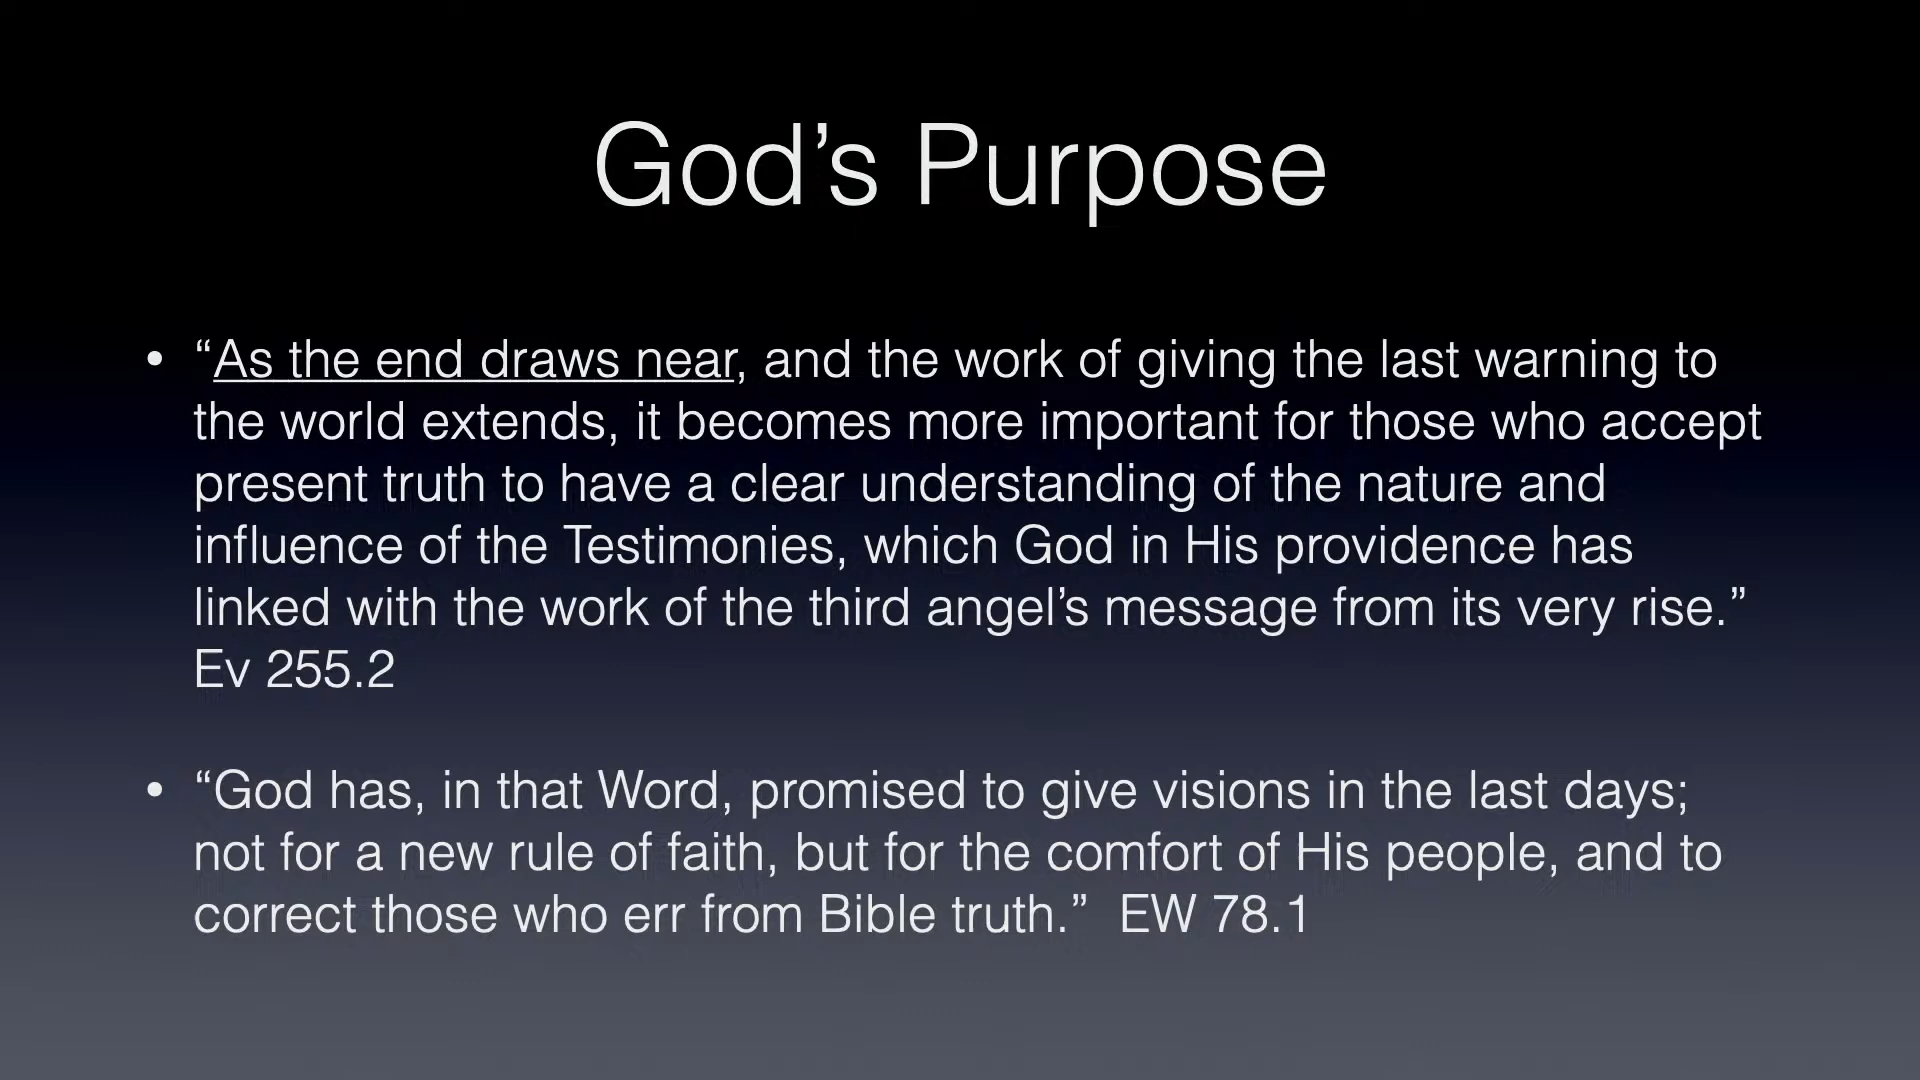 God’s Purpose
• “As the end draws near, and the work of giving the last warning to
the world extends, it becomes more important for those who accept
present truth to have a clear understanding of the nature and
influence of the Testimonies, which God in His providence has
linked with the work of the third angel’s message from its very rise.”
Ev 255.2
• “God has, in that Word, promised to give visions in the last days;
not for a new rule of faith, but for the comfort of His people, and to
correct those who err from Bible truth.”  EW 78.1